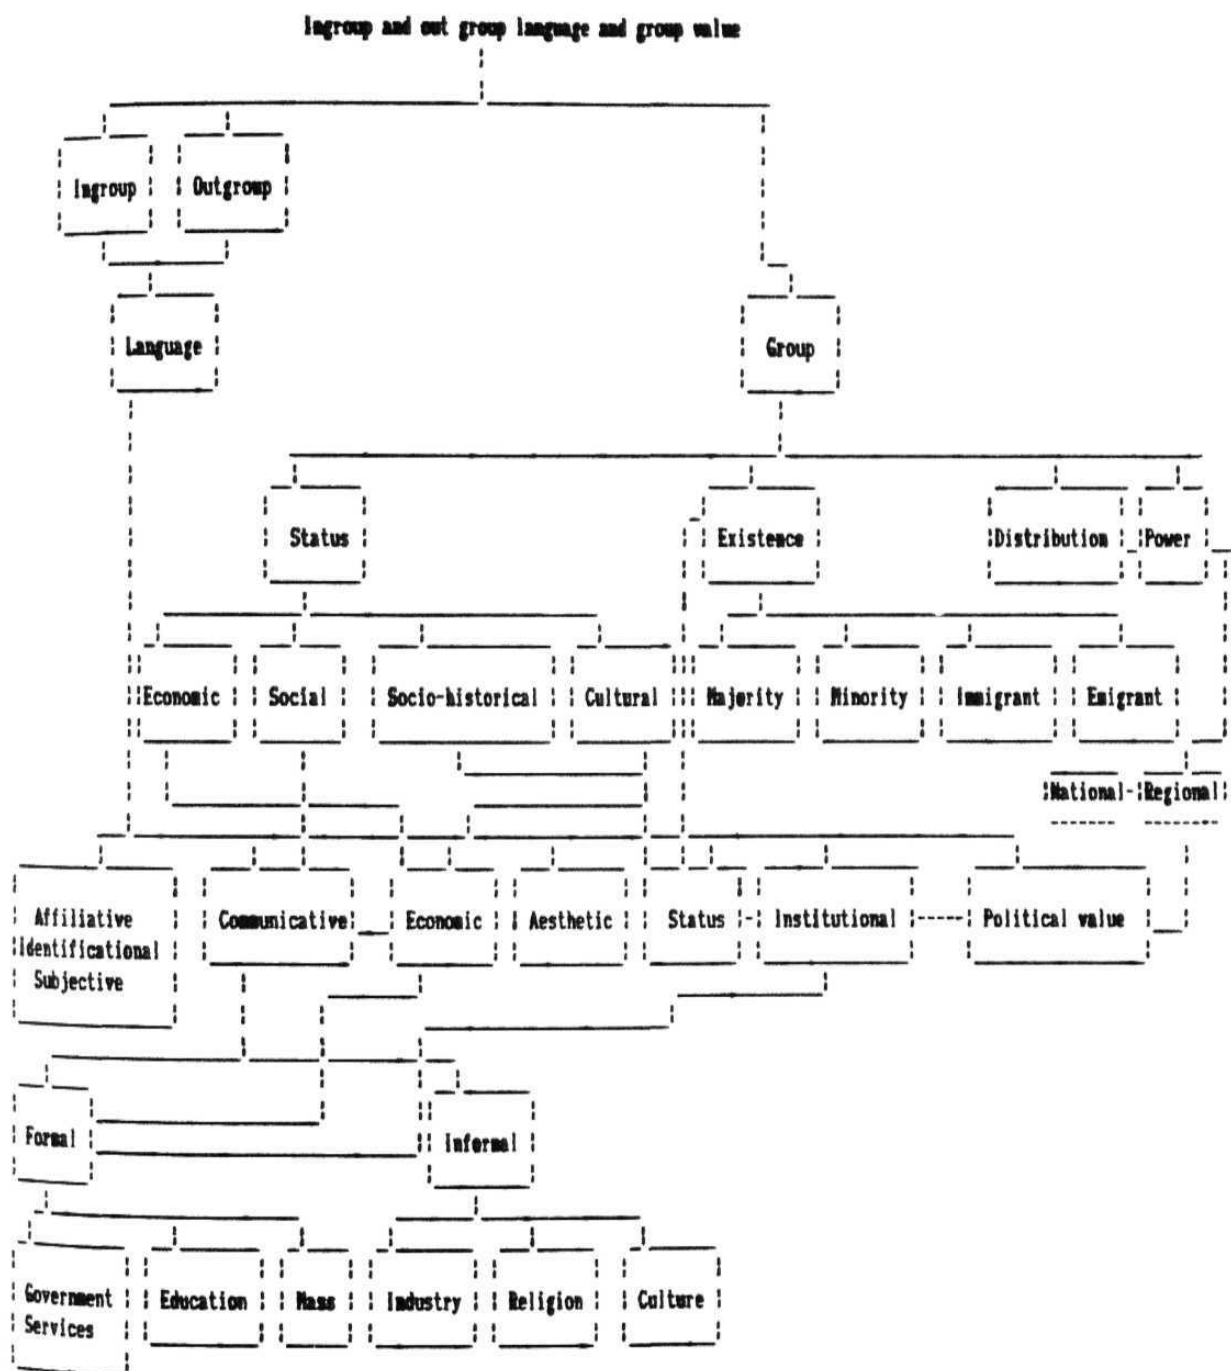 Ingroup and out group language and group value
Ingroup
Outgroup
Language
Group
Status
Existence
Distribution
Power
Economic
Social
Socio-historical
Cultural
Majority
Minority
Immigrant
Emigrant
National
Regional
Affiliative
Identificational
Subjective
Communicative
Economic
Aesthetic
Status
Institutional
Political value
Formal
Informal
Government
Services
Education
Mass
Industry
Religion
Culture